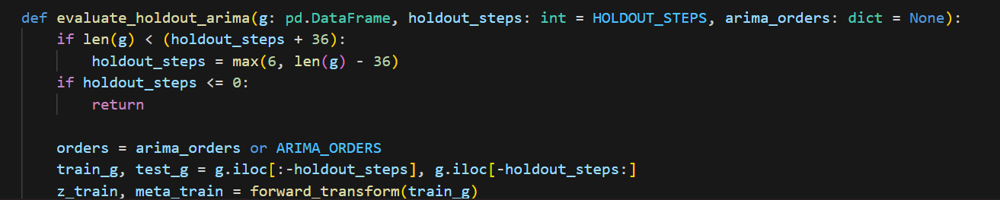 def evaluate_holdout_arima(g: pd.DataFrame, holdout_steps: int = HOLDOUT_STEPS, arima_orders: dict = None):
    if len(g) < (holdout_steps + 36):
        holdout_steps = max(6, len(g) - 36)
    if holdout_steps <= 0:
        return

    orders = arima_orders or ARIMA_ORDERS
    train_g, test_g = g.iloc[:-holdout_steps], g.iloc[-holdout_steps:]
    z_train, meta_train = forward_transform(train_g)